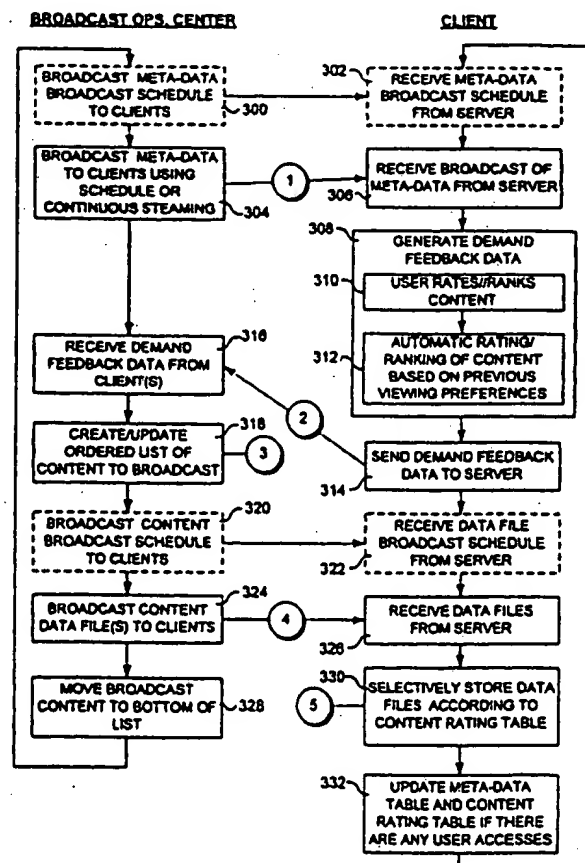 BROADCAST OPS. CENTER
CLIENT
BROADCAST META-DATA
BROADCAST SCHEDULE
TO CLIENTS
300
302
RECEIVE META-DATA
BROADCAST SCHEDULE
FROM SERVER
BROADCAST META-DATA
TO CLIENTS USING
SCHEDULE OR
CONTINUOUS STEAMING
304
1
RECEIVE BROADCAST OF
META-DATA FROM SERVER
306
308
GENERATE DEMAND
FEEDBACK DATA
310
USER RATES//RANKS
CONTENT
312
AUTOMATIC RATING/
RANKING OF CONTENT
BASED ON PREVIOUS
VIEWING PREFERENCES
316
RECEIVE DEMAND
FEEDBACK DATA FROM
CLIENT(S)
2
318
CREATE/UPDATE
ORDERED LIST OF
CONTENT TO BROADCAST
3
SEND DEMAND FEEDBACK
DATA TO SERVER
314
320
BROADCAST CONTENT
BROADCAST SCHEDULE
TO CLIENTS
RECEIVE DATA FILE
BROADCAST SCHEDULE
FROM SERVER
322
324
BROADCAST CONTENT
DATA FILE(S) TO CLIENTS
4
RECEIVE DATA FILES
FROM SERVER
326
MOVE BROADCAST
CONTENT TO BOTTOM OF
LIST
328
330
SELECTIVELY STORE DATA
FILES ACCORDING TO
CONTENT RATING TABLE
5
332
UPDATE META-DATA
TABLE AND CONTENT
RATING TABLE IF THERE
ARE ANY USER ACCESSES